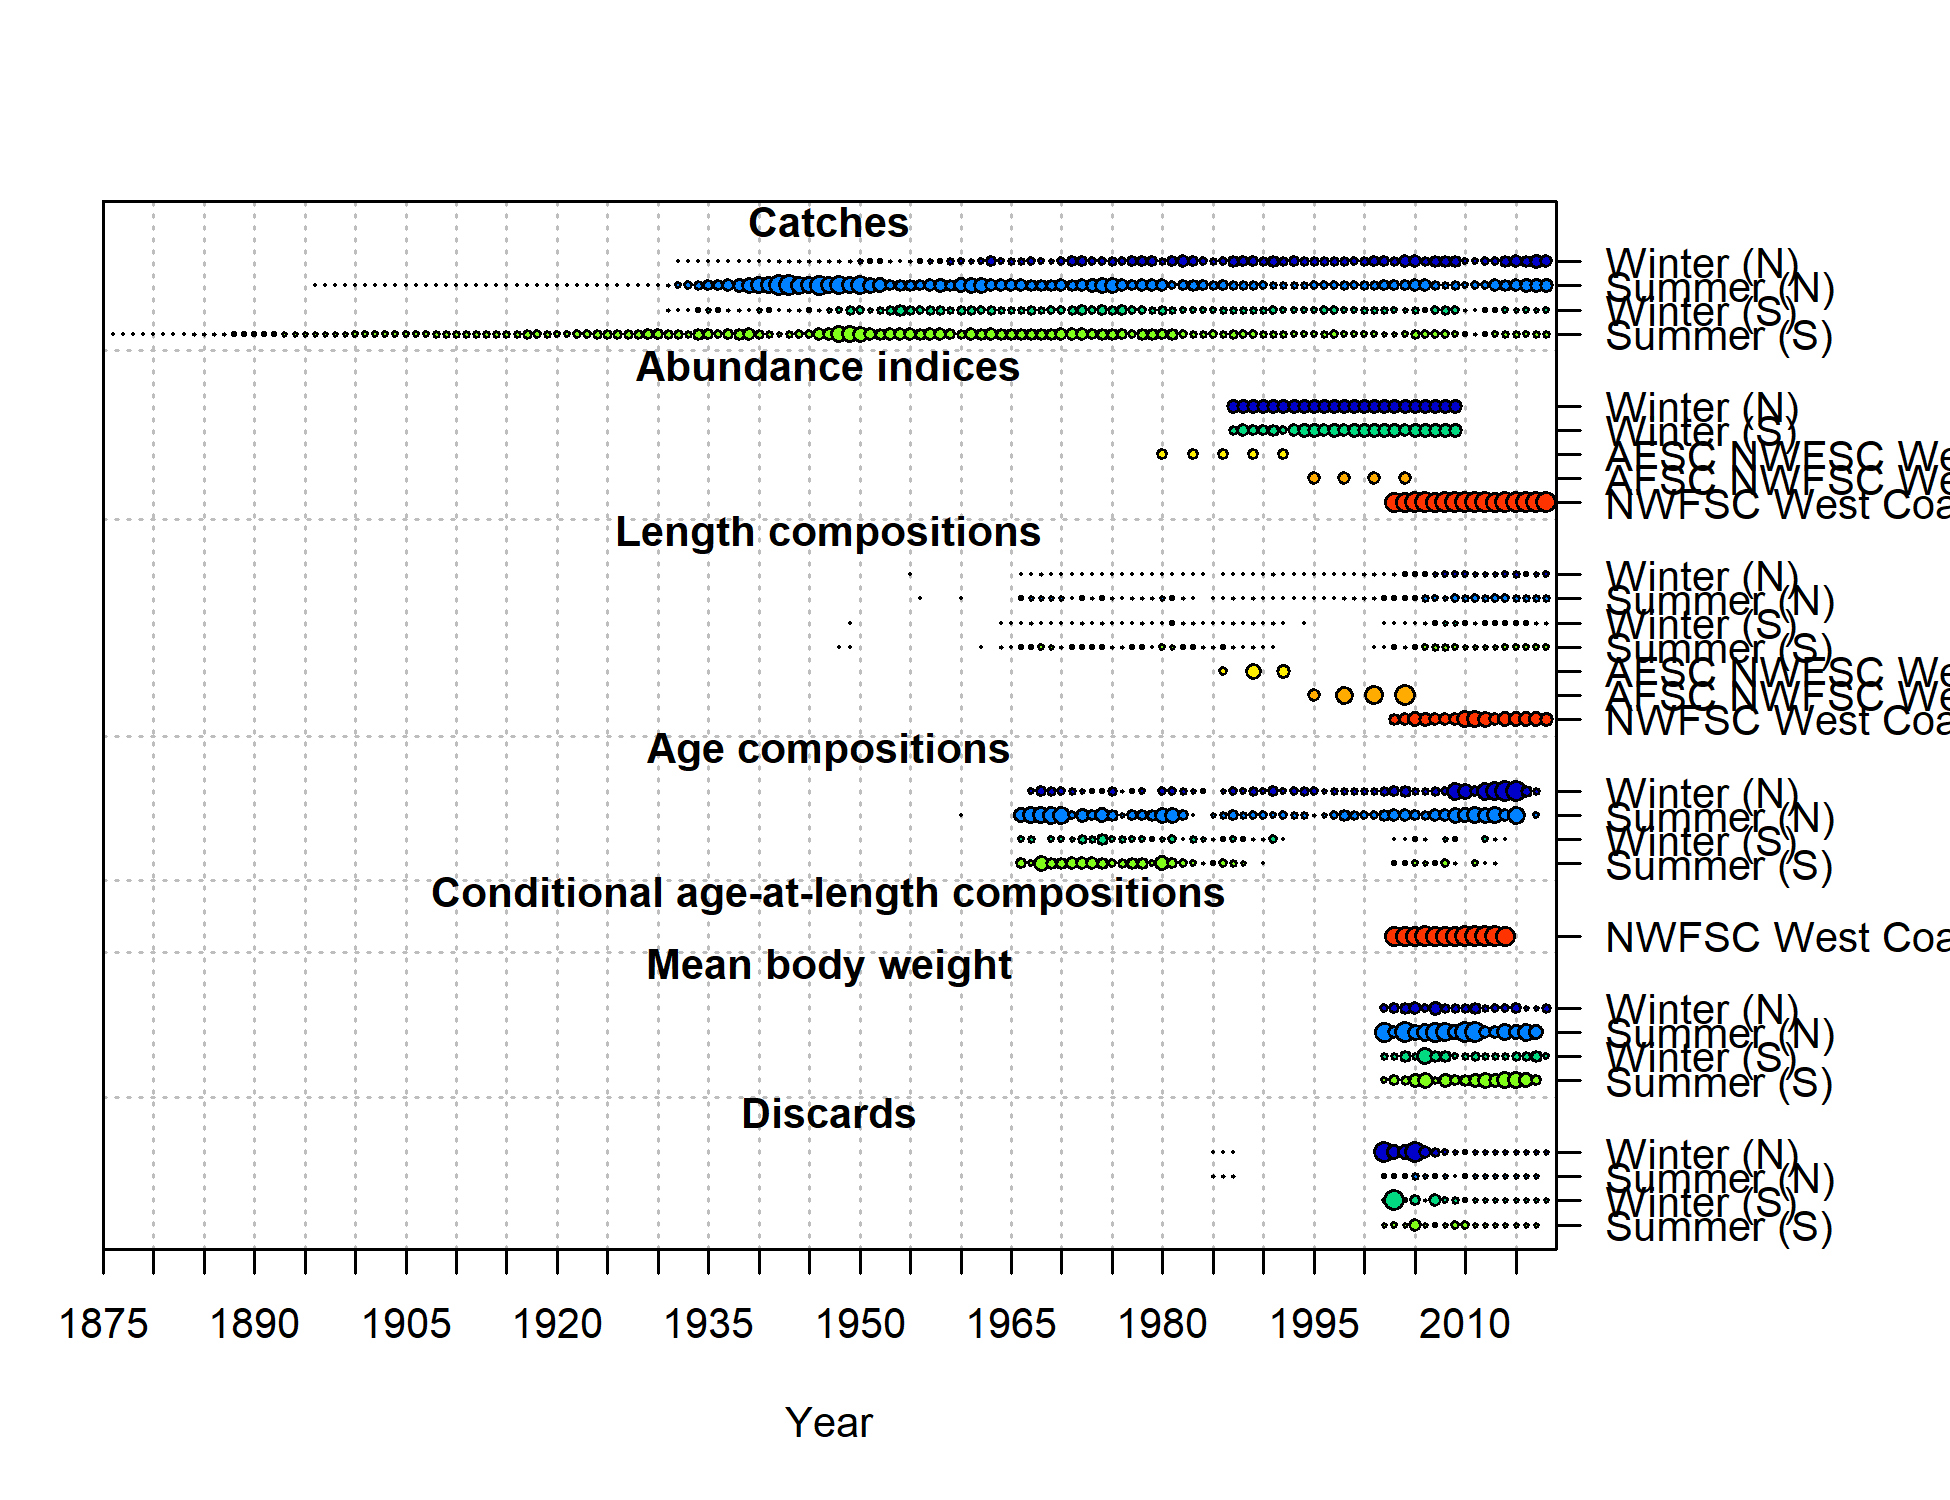 Catches
Winter (N)
Summer (N)
Winter (S)
Summer (S)
Abundance indices
Winter (N)
Winter (S)
AFSC NWFSC We
AFSC NWFSC We
NWFSC West Coa
Length compositions
Winter (N)
Summer (N)
Winter (S)
Summer (S)
AFSC NWFSC We
AFSC NWFSC We
NWFSC West Coa
Age compositions
Winter (N)
Summer (N)
Winter (S)
Summer (S)
Conditional age-at-length compositions
NWFSC West Coa
Mean body weight
Winter (N)
Summer (N)
Winter (S)
Summer (S)
Discards
Winter (N)
Summer (N)
Winter (S)
Summer (S)
1875 1890 1905 1920 1935 1950 1965 1980 1995 2010
Year